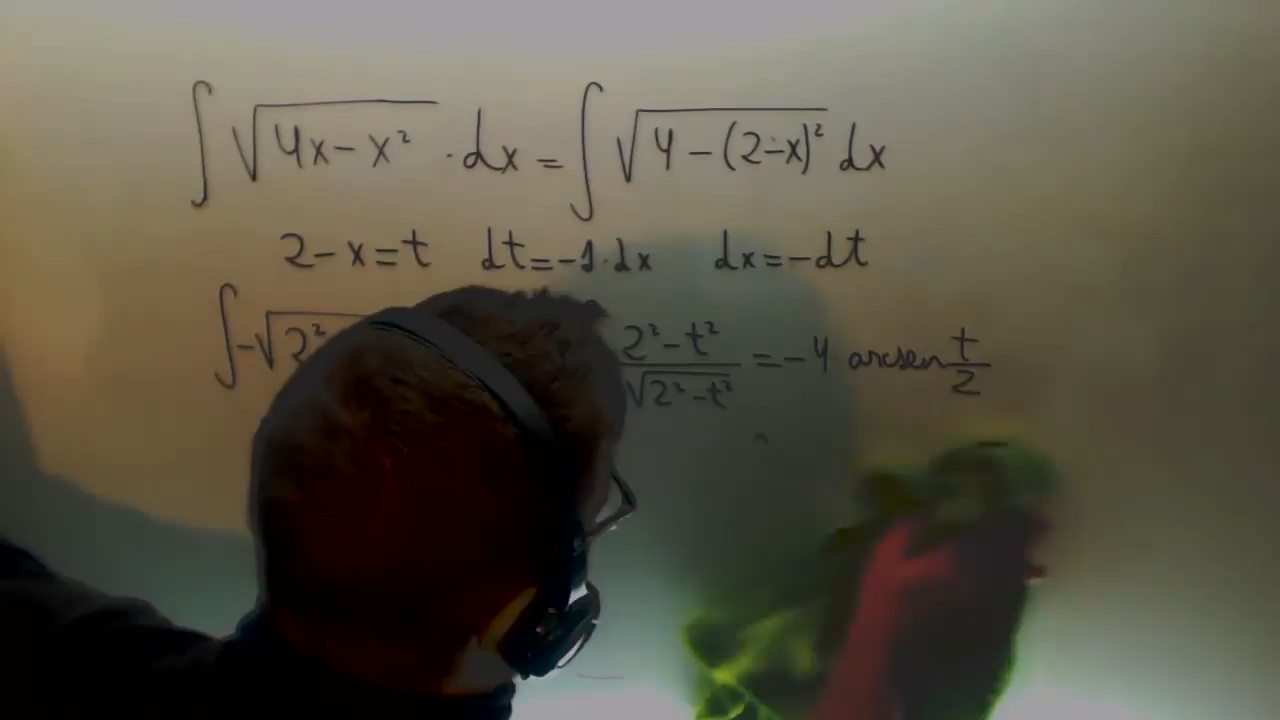 ∫ √(4x-x²) · dx = ∫ √(4-(2-x)²) dx
2-x=t dt=-1·dx dx=-dt
∫-√2² (2²-t²)/√(2²-t²) = -4 arcsen t/2